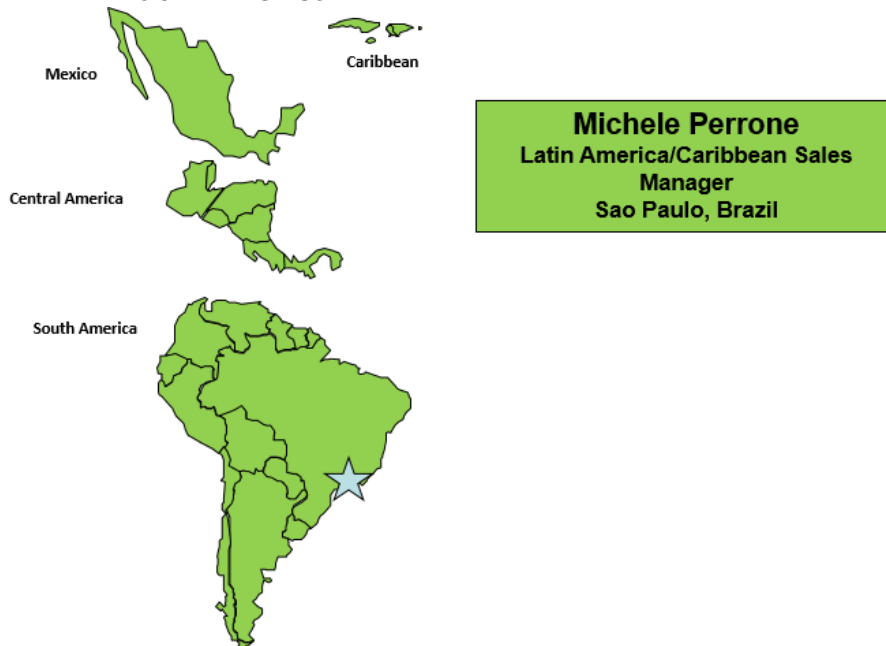 Caribbean
Mexico
Michele Perrone
Latin America/Caribbean Sales
Manager
Sao Paulo, Brazil
Central America
South America